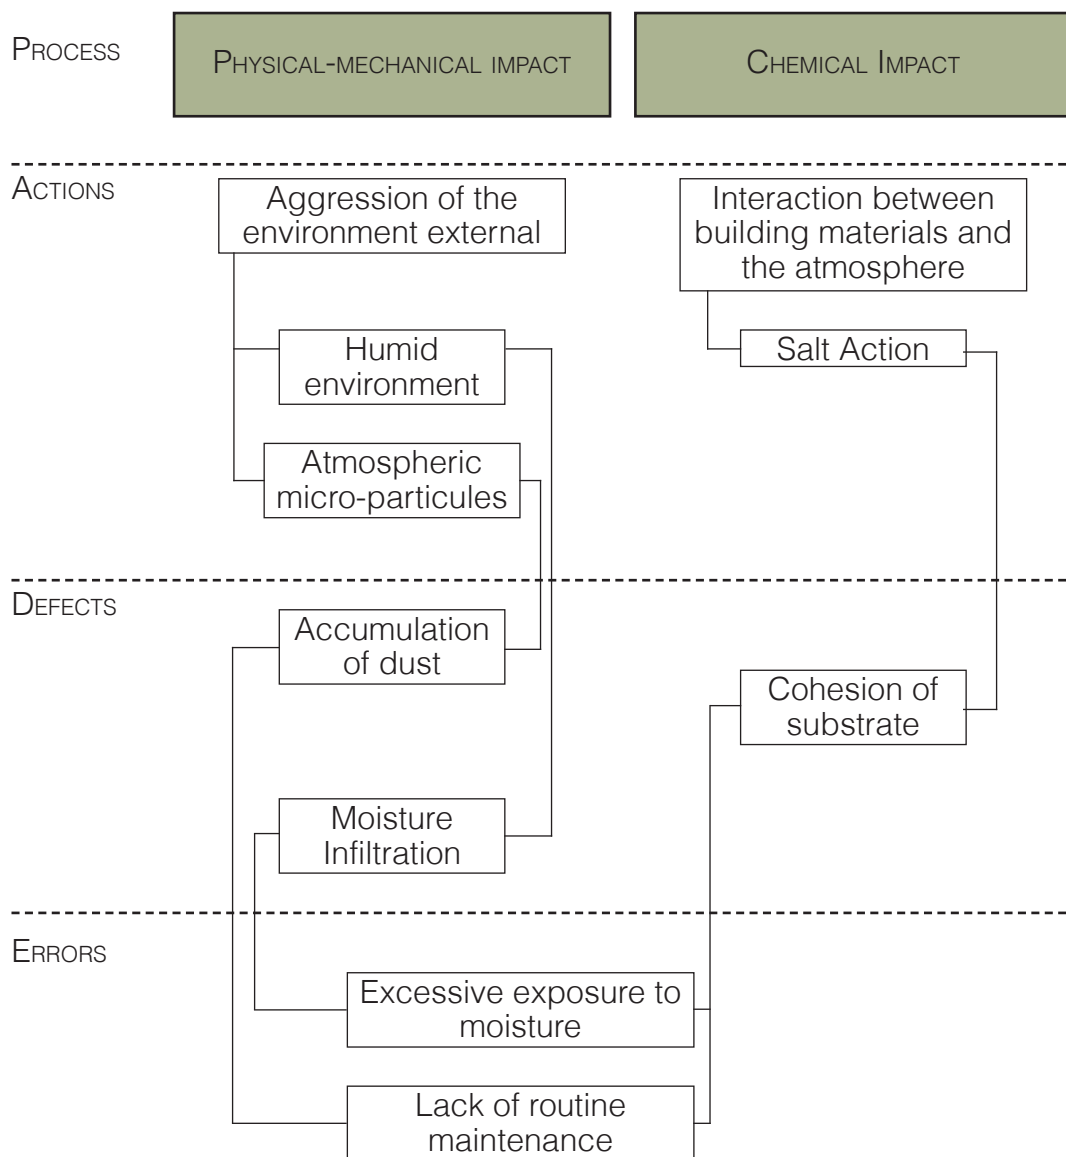 Process
Physical-mechanical impact
Chemical Impact
Actions
Aggression of the
environment external
Interaction between
building materials and
the atmosphere
Humid
environment
Salt Action
Atmospheric
micro-particules
Defects
Accumulation
of dust
Cohesion of
substrate
Moisture
Infiltration
Errors
Excessive exposure to
moisture
Lack of routine
maintenance